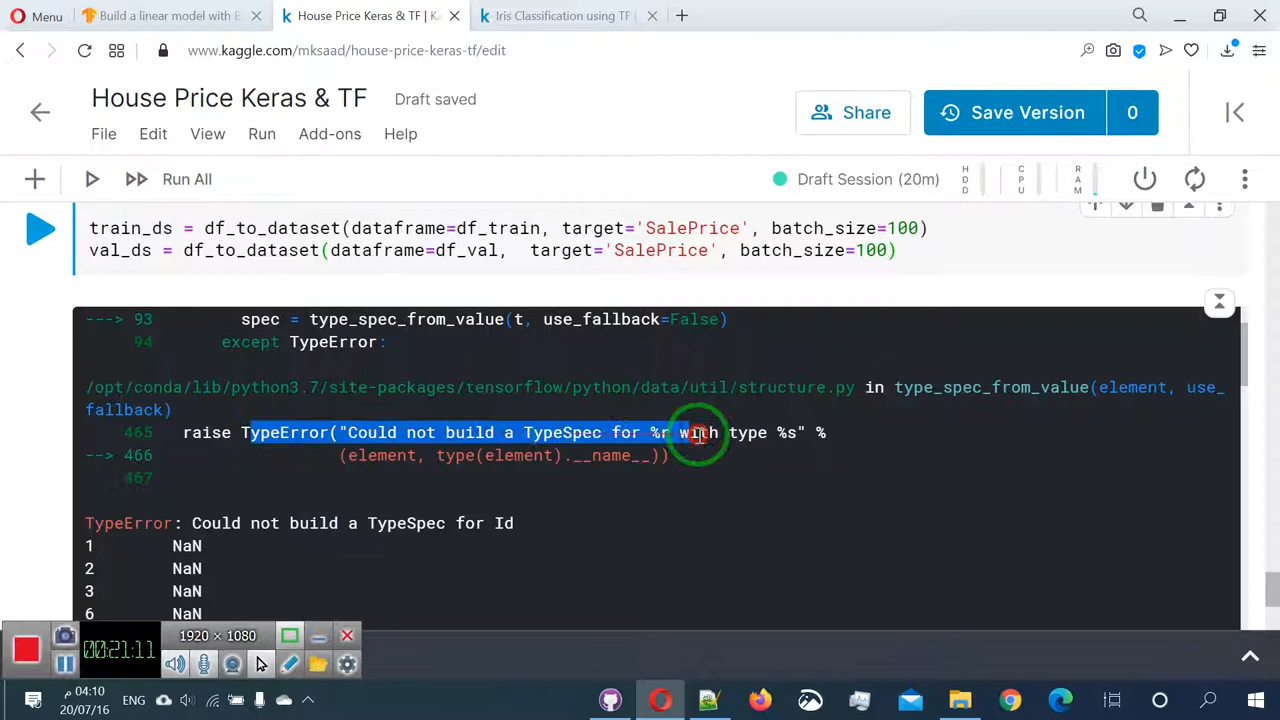 Menu
Build a linear model with E
House Price Keras & TF | Ka
Iris Classification using TF |
www.kaggle.com/mksaad/house-price-keras-tf/edit
House Price Keras & TF
Draft saved
File Edit View Run Add-ons Help
Share
Save Version
0
Run All
Draft Session (20m)
HDD
CPU
RAM
train_ds = df_to_dataset(dataframe=df_train, target='SalePrice', batch_size=100)
val_ds = df_to_dataset(dataframe=df_val,  target='SalePrice', batch_size=100)
---> 93         spec = type_spec_from_value(t, use_fallback=False)
94       except TypeError:
/opt/conda/lib/python3.7/site-packages/tensorflow/python/data/util/structure.py in type_spec_from_value(element, use_
fallback)
465   raise TypeError("Could not build a TypeSpec for %r with type %s" %
--> 466                   (element, type(element).__name__))
467
TypeError: Could not build a TypeSpec for Id
1        NaN
2        NaN
3        NaN
6        NaN
00:21:11
1920 × 1080
ENG
04:10 م
20/07/16